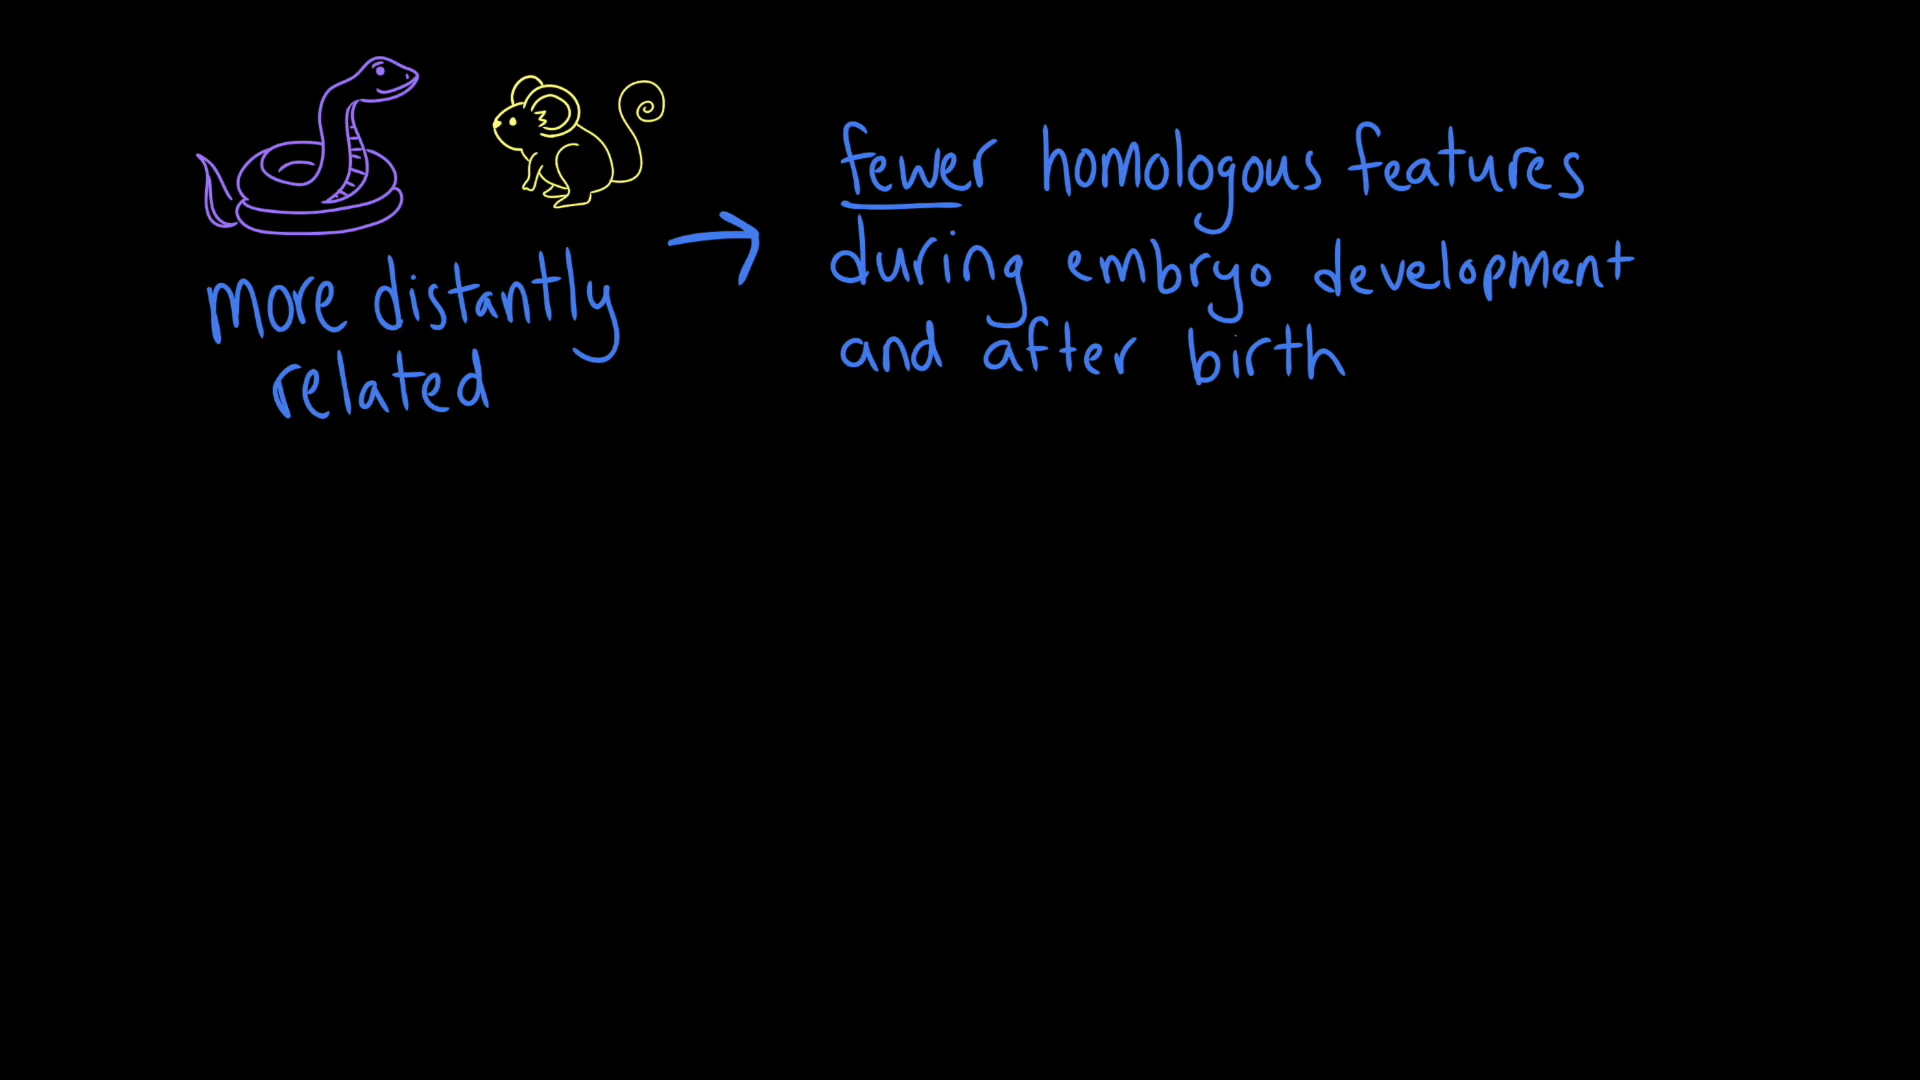 more distantly
related
fewer homologous features
during embryo development
and after birth